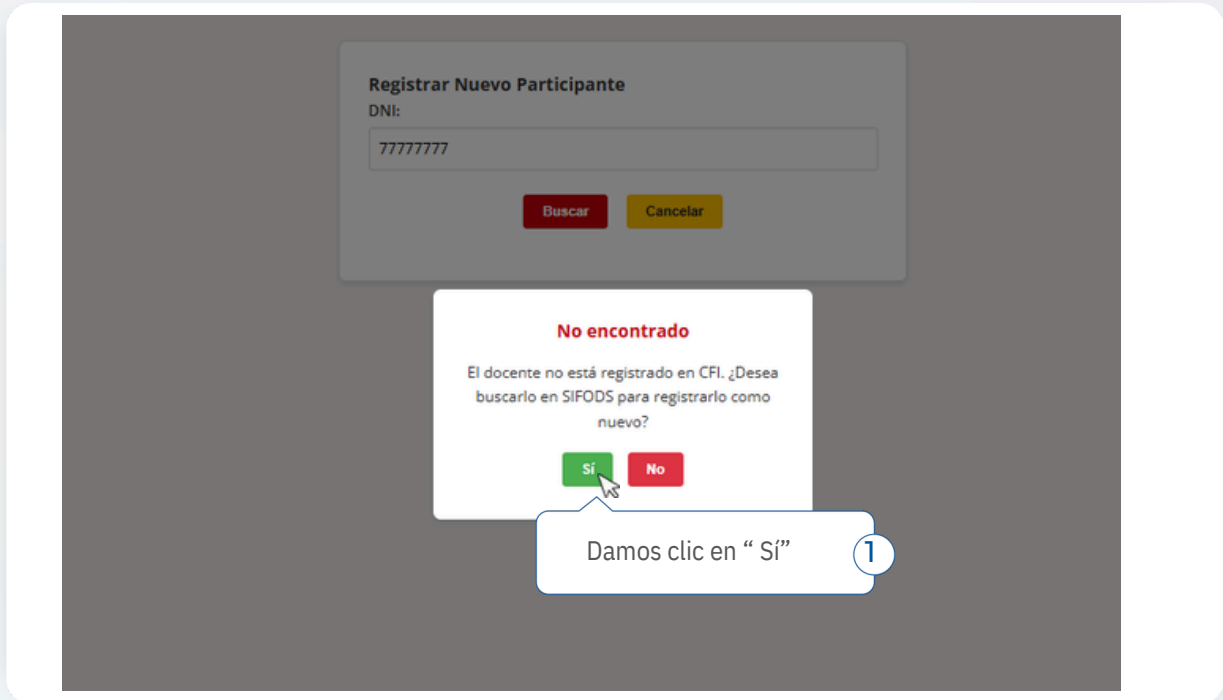 Registrar Nuevo Participante
DNI:
77777777
Buscar Cancelar
No encontrado
El docente no está registrado en CFI. ¿Desea
buscarlo en SIFODS para registrarlo como
nuevo?
Sí No
Damos clic en “ Sí” 1